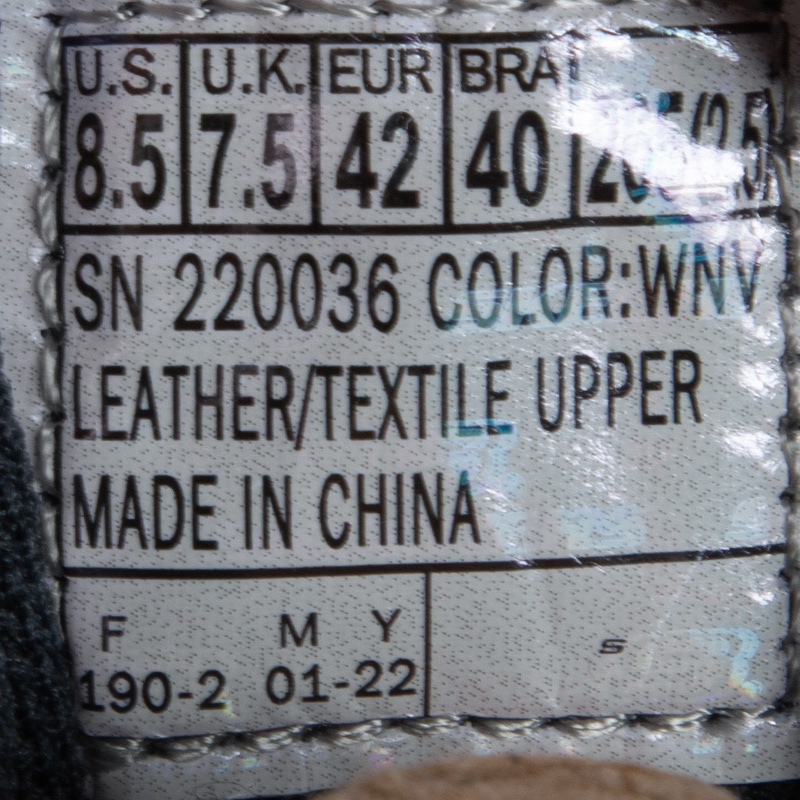 U.S. U.K. EUR BRA
8.5 7.5 42 40
SN 220036 COLOR:WNV
LEATHER/TEXTILE UPPER
MADE IN CHINA
F M Y
190-2 01-22
S